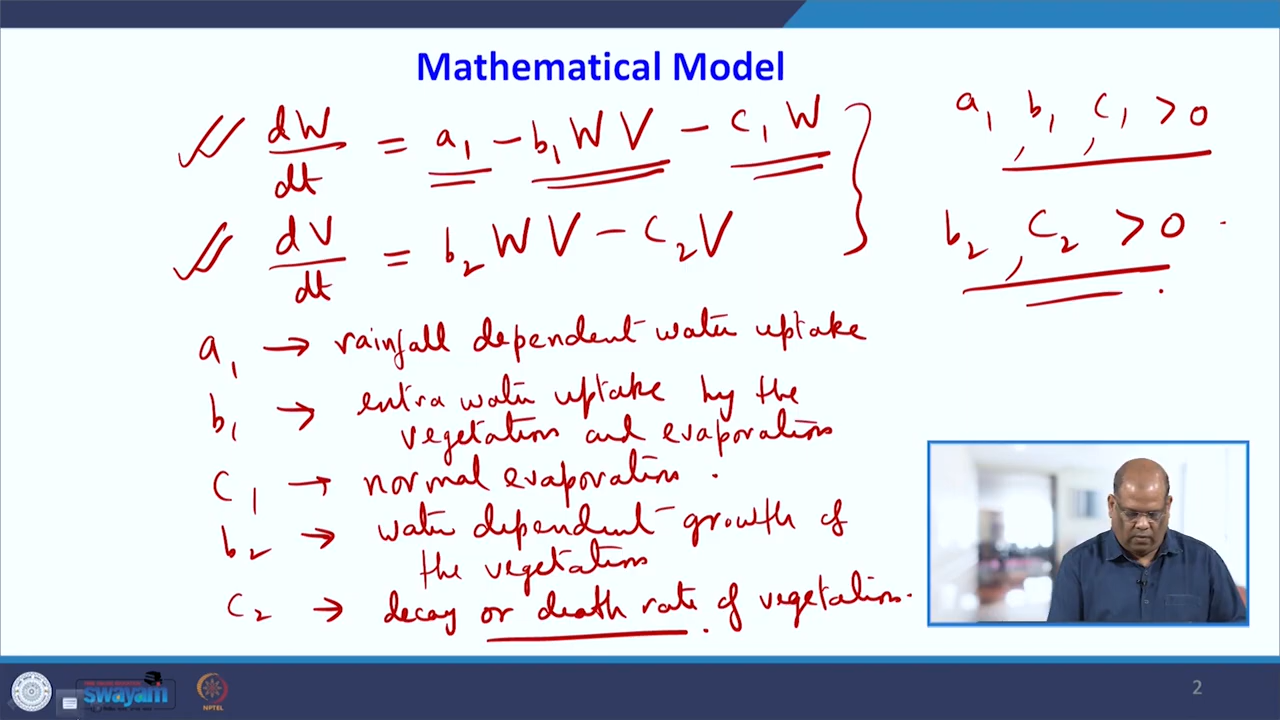 Mathematical Model
dW/dt = a₁ - b₁WV - c₁W
a₁, b₁, c₁ > 0
dV/dt = b₂WV - c₂V
b₂, c₂ > 0
a₁ → rainfall dependent water uptake
b₁ → extra water uptake by the
vegetation and evaporation
c₁ → normal evaporation.
b₂ → water dependent growth of
the vegetation
c₂ → decay or death rate of vegetation.
swayam
NPTEL
2